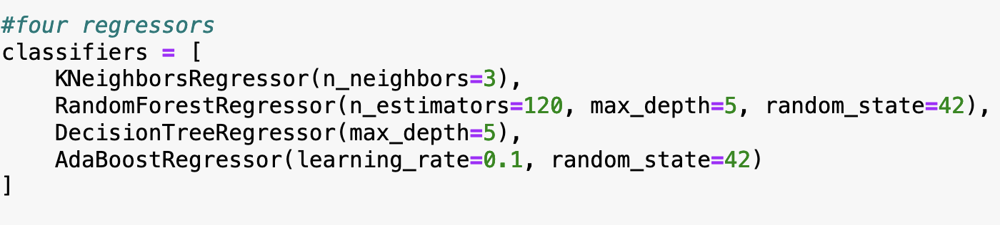 #four regressors
classifiers = [
    KNeighborsRegressor(n_neighbors=3),
    RandomForestRegressor(n_estimators=120, max_depth=5, random_state=42),
    DecisionTreeRegressor(max_depth=5),
    AdaBoostRegressor(learning_rate=0.1, random_state=42)
]